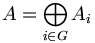 A = ⨁_{i∈G} A_i